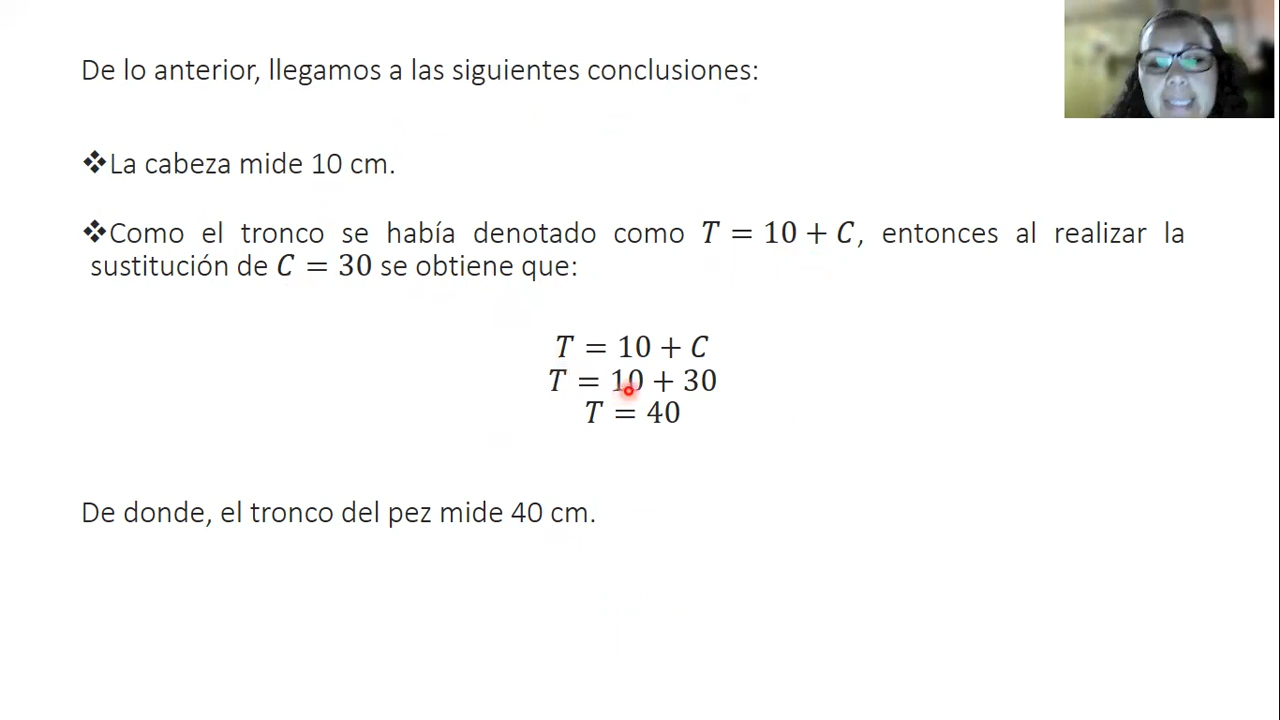 De lo anterior, llegamos a las siguientes conclusiones:
❖La cabeza mide 10 cm.
❖Como el tronco se había denotado como T = 10 + C, entonces al realizar la
sustitución de C = 30 se obtiene que:
T = 10 + C
T = 10 + 30
T = 40
De donde, el tronco del pez mide 40 cm.